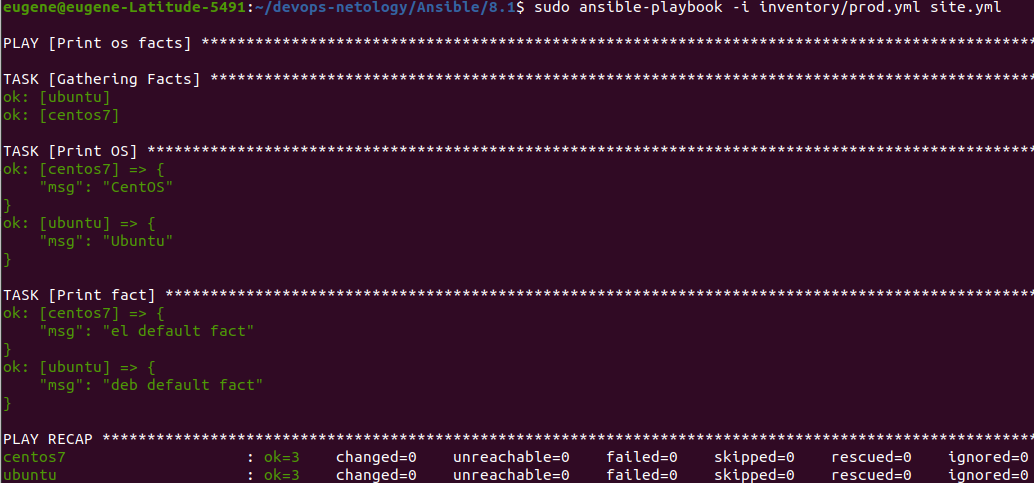 eugene@eugene-Latitude-5491:~/devops-netology/Ansible/8.1$ sudo ansible-playbook -i inventory/prod.yml site.yml
PLAY [Print os facts] *********************************************************************************************
TASK [Gathering Facts] ********************************************************************************************
ok: [ubuntu]
ok: [centos7]
TASK [Print OS] ***************************************************************************************************
ok: [centos7] => {
    "msg": "CentOS"
}
ok: [ubuntu] => {
    "msg": "Ubuntu"
}
TASK [Print fact] *************************************************************************************************
ok: [centos7] => {
    "msg": "el default fact"
}
ok: [ubuntu] => {
    "msg": "deb default fact"
}
PLAY RECAP ********************************************************************************************************
centos7                    : ok=3    changed=0    unreachable=0    failed=0    skipped=0    rescued=0    ignored=0
ubuntu                     : ok=3    changed=0    unreachable=0    failed=0    skipped=0    rescued=0    ignored=0